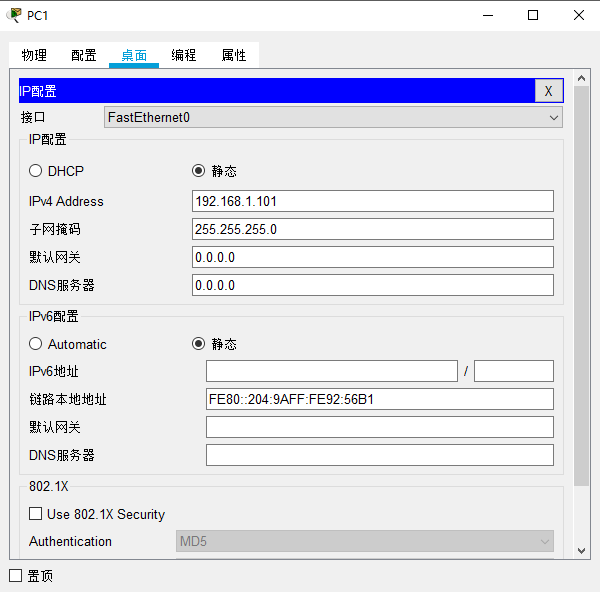 PC1
物理 配置 桌面 编程 属性
IP配置 X
接口 FastEthernet0
IP配置
DHCP 静态
IPv4 Address 192.168.1.101
子网掩码 255.255.255.0
默认网关 0.0.0.0
DNS服务器 0.0.0.0
IPv6配置
Automatic 静态
IPv6地址 /
链路本地地址 FE80::204:9AFF:FE92:56B1
默认网关
DNS服务器
802.1X
Use 802.1X Security
Authentication MD5
置顶